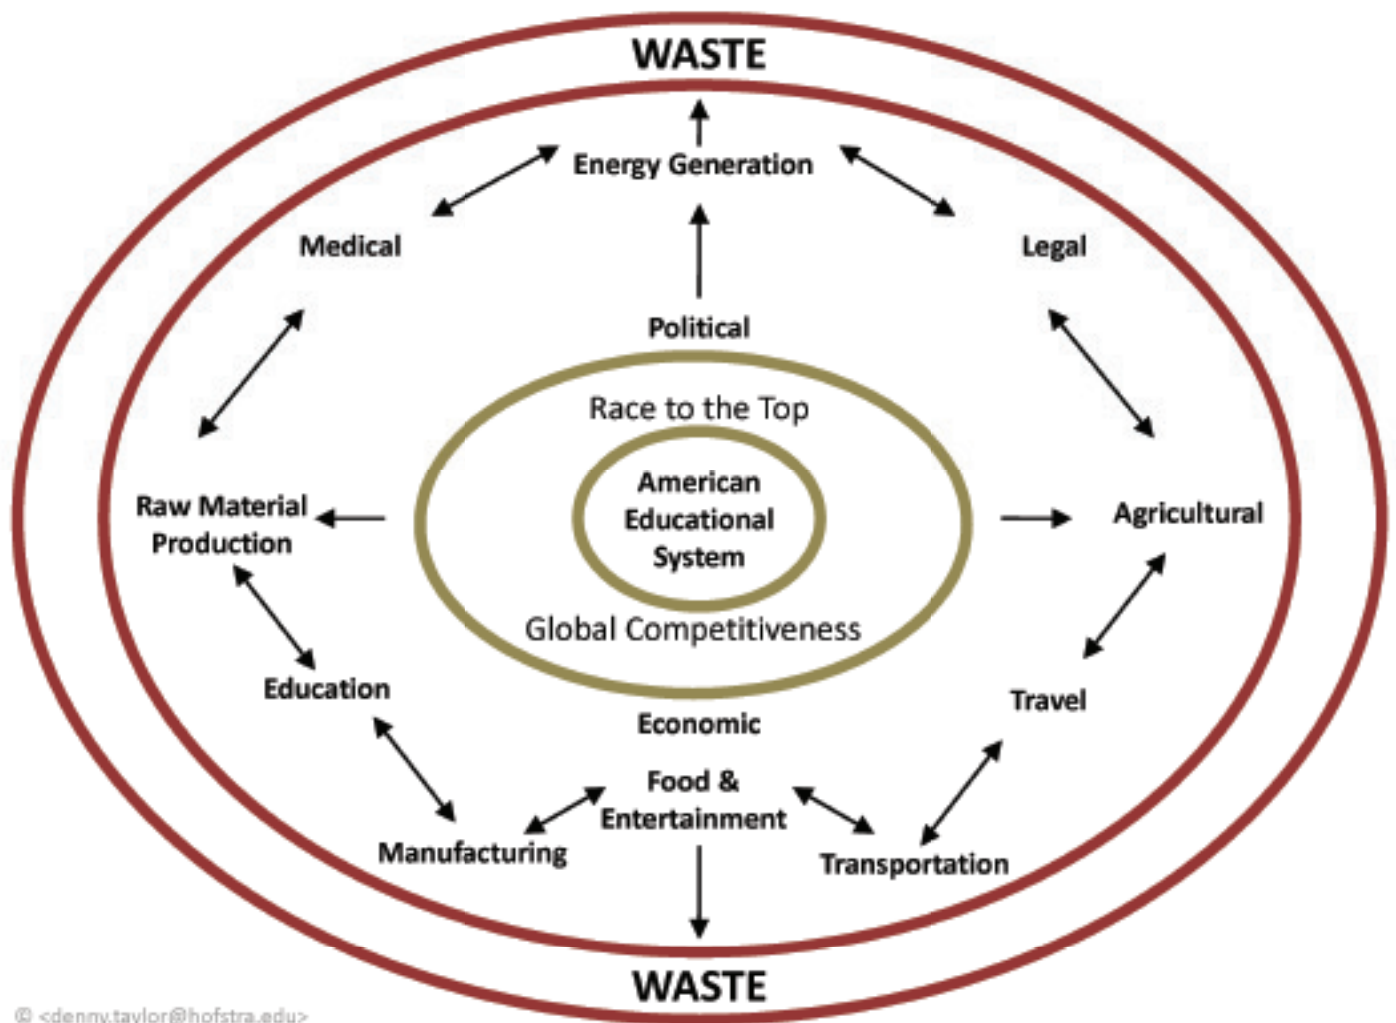 WASTE
Energy Generation
Medical
Legal
Political
Race to the Top
American
Educational
System
Raw Material
Production
Agricultural
Global Competitiveness
Education
Travel
Economic
Food &
Entertainment
Manufacturing
Transportation
WASTE
© <denny.taylor@hofstra.edu>